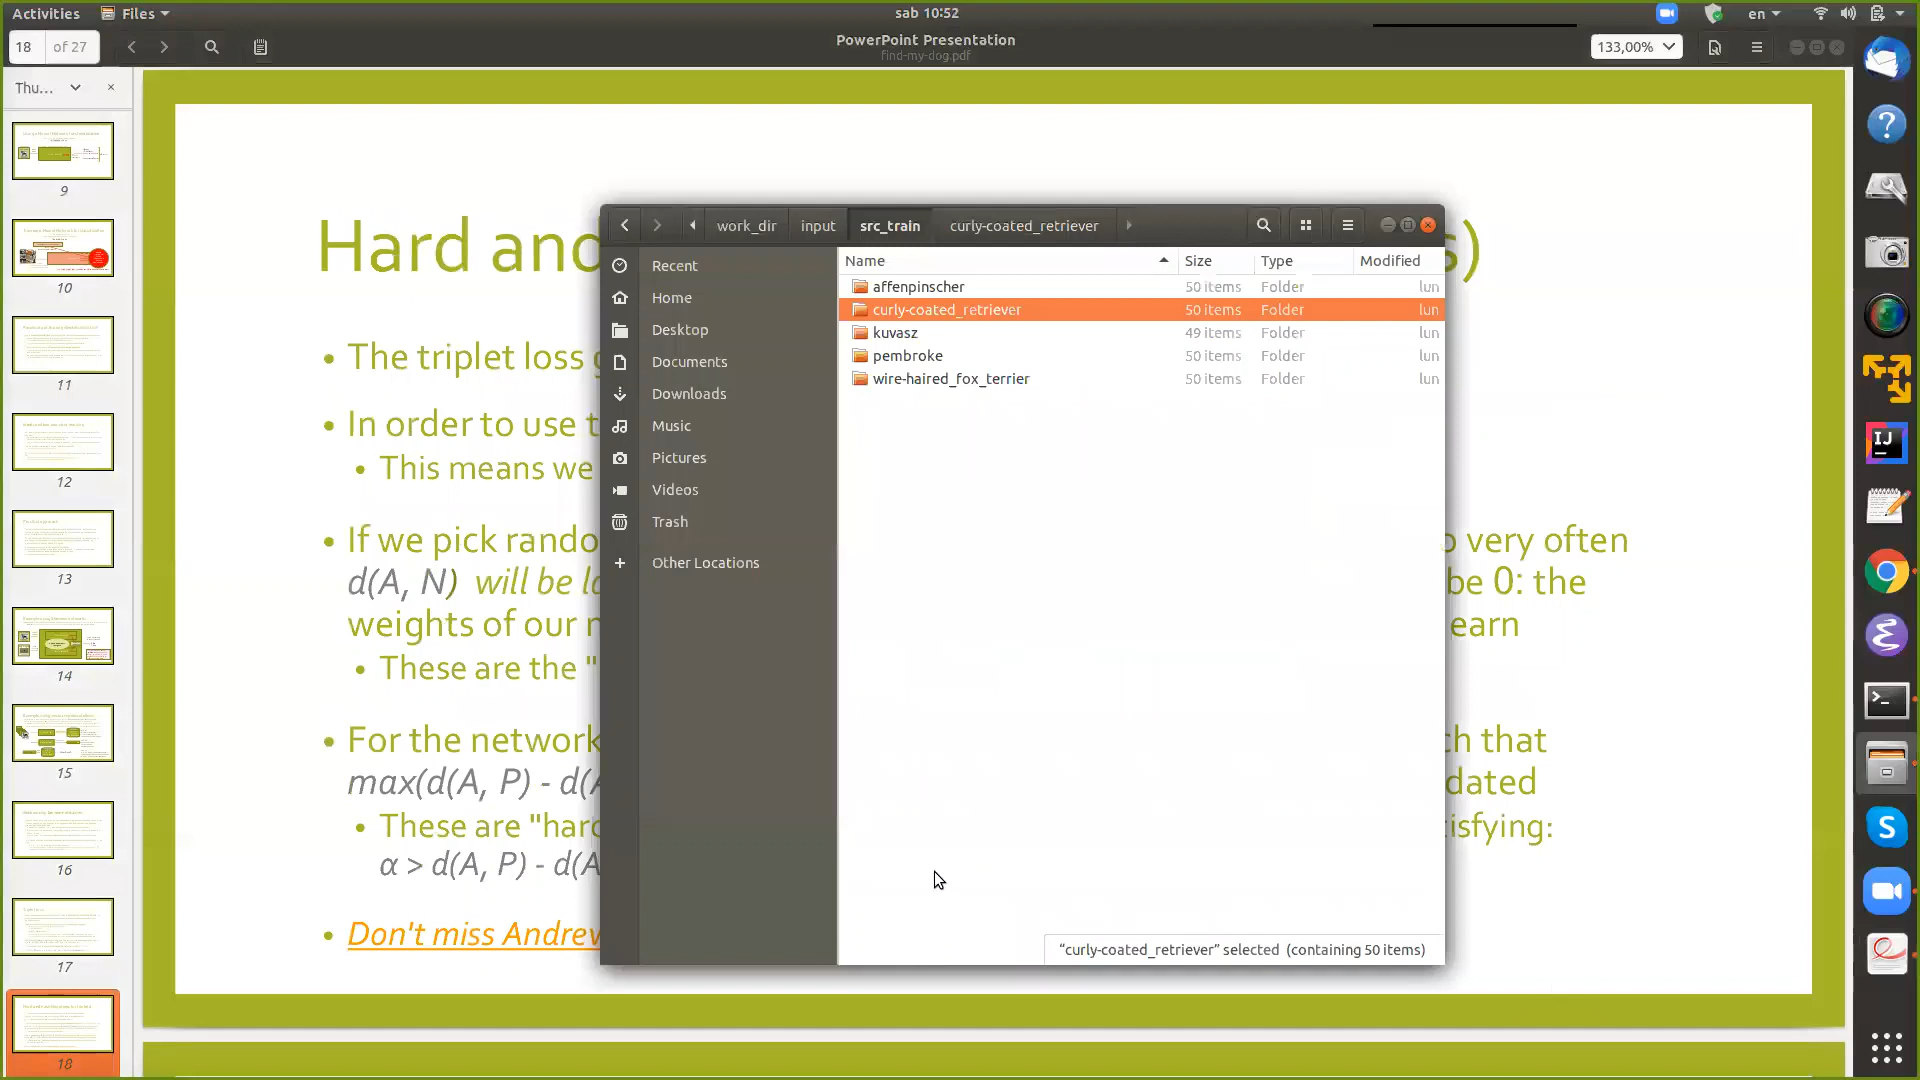 Activities Files sab 10:52 en
18 of 27 PowerPoint Presentation 133,00%
find-my-dog.pdf
Thu...
9
10
11
12
13
14
15
16
17
18
Hard and s)
• The triplet loss
• In order to use t
• This means we
• If we pick rando o very often
d(A, N) will be la be 0: the
weights of our n earn
• These are the "
• For the network ch that
max(d(A, P) - d(A dated
• These are "hard isfying:
α > d(A, P) - d(A
• Don't miss Andrew
work_dir input src_train curly-coated_retriever
Recent
Home
Desktop
Documents
Downloads
Music
Pictures
Videos
Trash
+ Other Locations
Name Size Type Modified
affenpinscher 50 items Folder lun
curly-coated_retriever 50 items Folder lun
kuvasz 49 items Folder lun
pembroke 50 items Folder lun
wire-haired_fox_terrier 50 items Folder lun
“curly-coated_retriever” selected (containing 50 items)